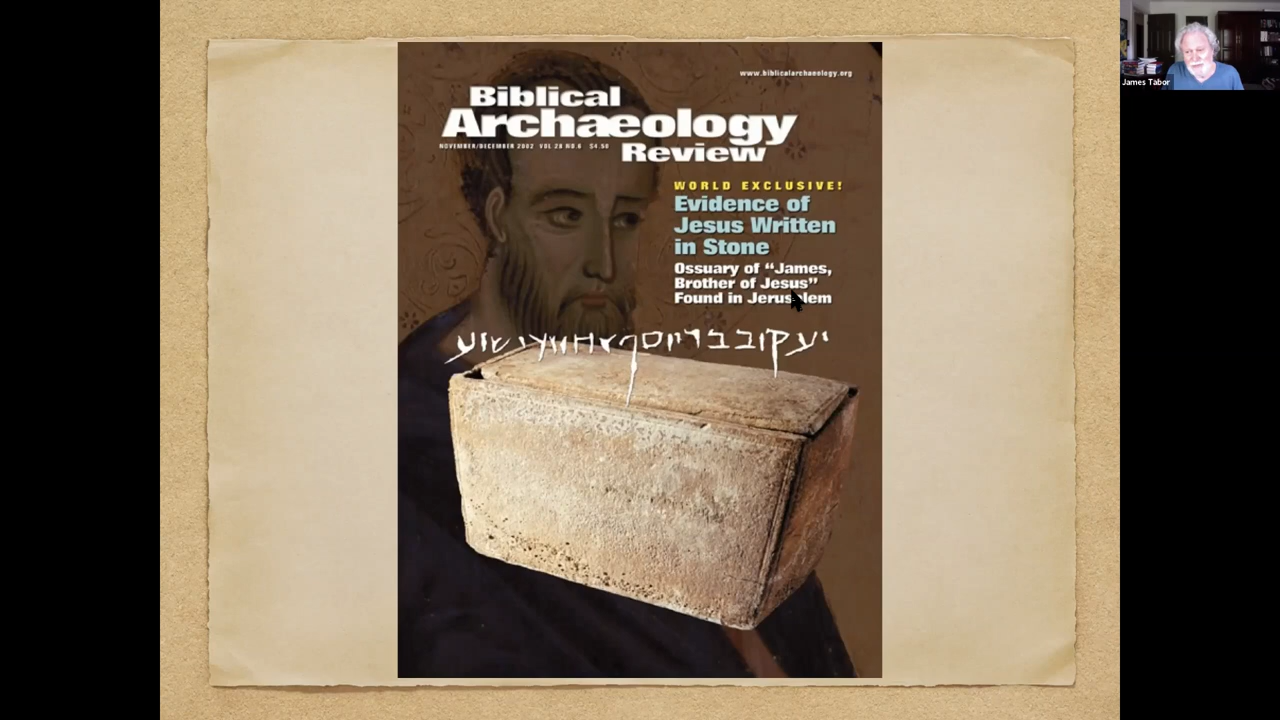 www.biblicalarchaeology.org
Biblical
Archaeology
Review
NOVEMBER/DECEMBER 2002 VOL 28 NO.6 $4.50
WORLD EXCLUSIVE!
Evidence of
Jesus Written
in Stone
Ossuary of “James,
Brother of Jesus”
Found in Jerusalem
יעקוב בר יוסף אחוי דישוע
James Tabor